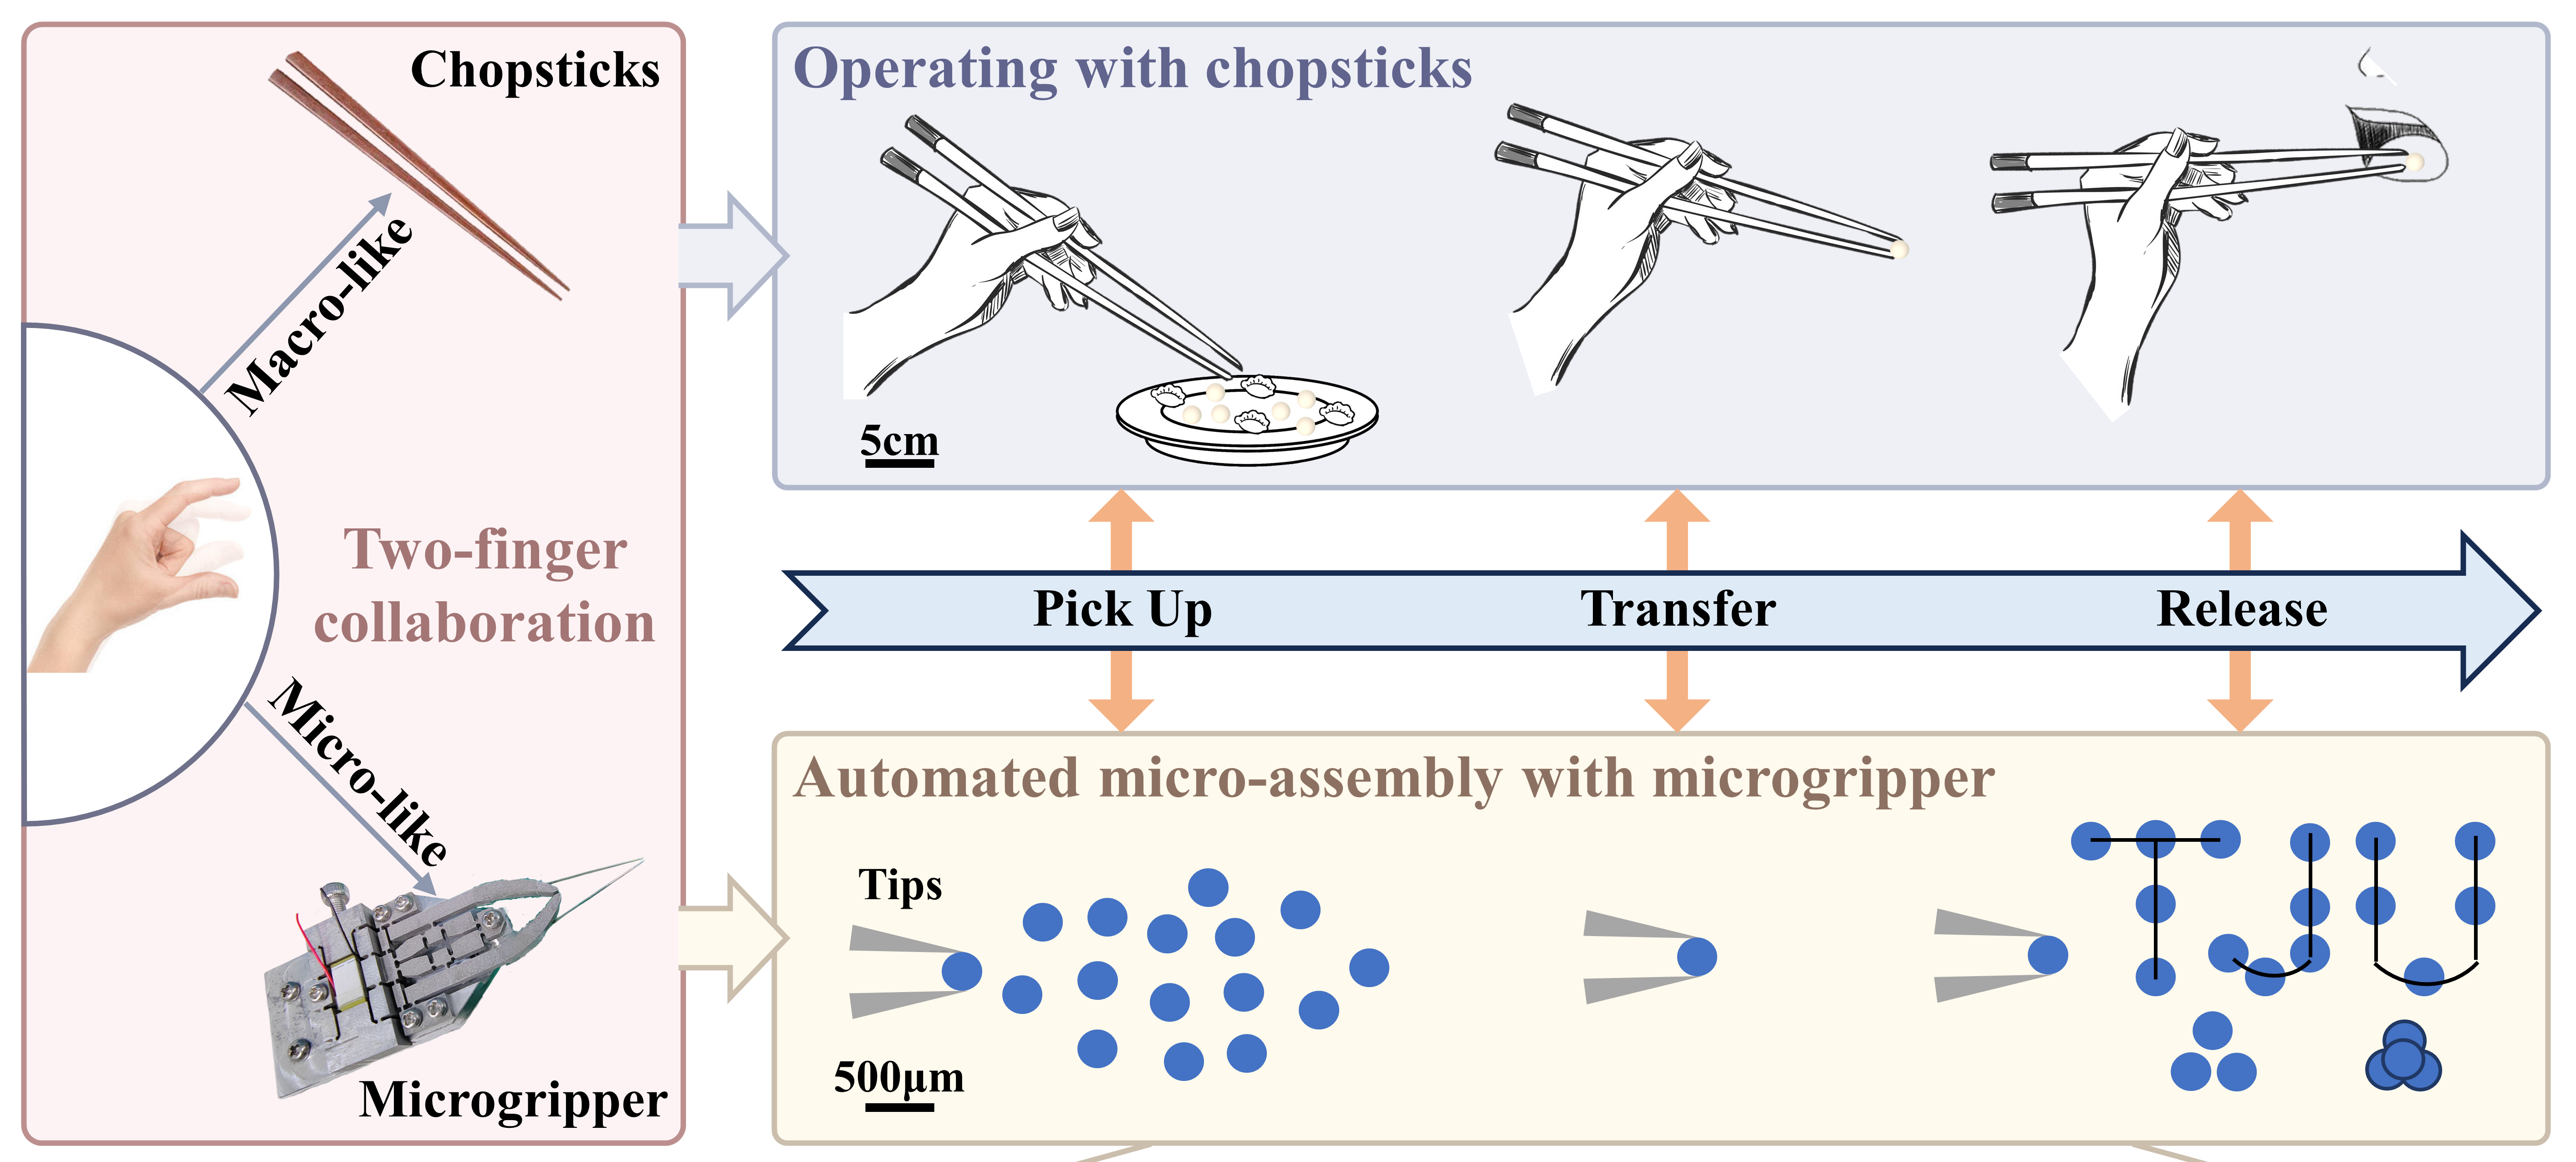 Chopsticks
Macro-like
Two-finger
collaboration
Micro-like
Microgripper
Operating with chopsticks
5cm
Pick Up
Transfer
Release
Automated micro-assembly with microgripper
Tips
500μm